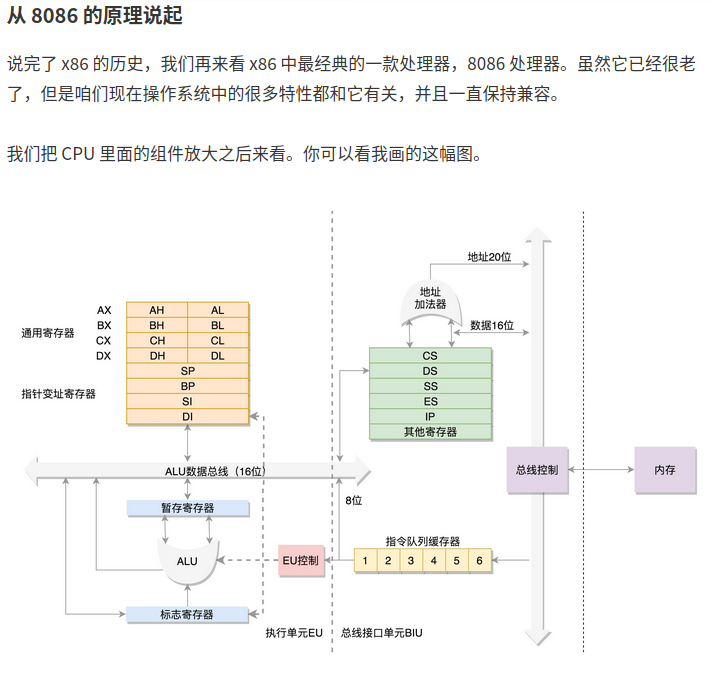 从 8086 的原理说起
说完了 x86 的历史，我们再来看 x86 中最经典的一款处理器，8086 处理器。虽然它已经很老
了，但是咱们现在操作系统中的很多特性都和它有关，并且一直保持兼容。
我们把 CPU 里面的组件放大之后来看。你可以看我画的这幅图。
地址20位
地址
加法器
数据16位
通用寄存器
AX AH AL
BX BH BL
CX CH CL
DX DH DL
指针变址寄存器
SP
BP
SI
DI
CS
DS
SS
ES
IP
其他寄存器
ALU数据总线（16位）
总线控制
内存
8位
暂存寄存器
ALU
EU控制
指令队列缓存器
1 2 3 4 5 6
标志寄存器
执行单元EU
总线接口单元BIU